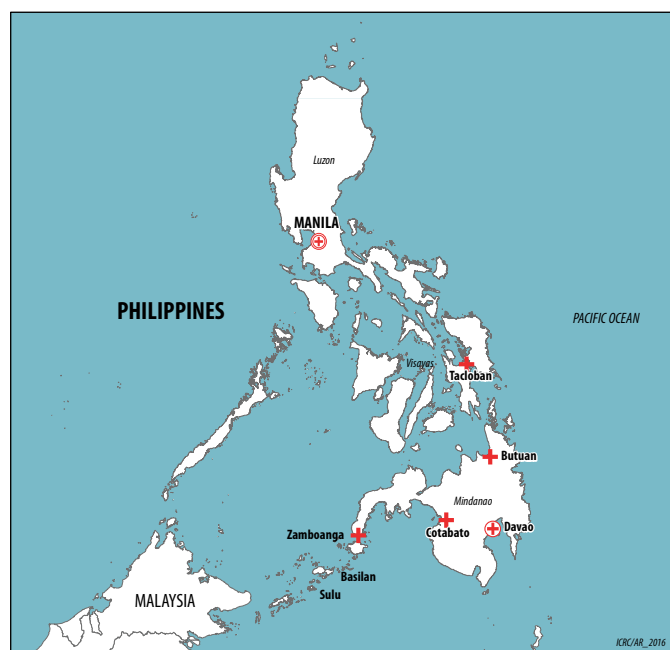 Luzon
MANILA
PHILIPPINES
PACIFIC OCEAN
Visayas
Tacloban
Butuan
Mindanao
Zamboanga
Cotabato
Davao
Basilan
Sulu
MALAYSIA
ICRC/AR_2016